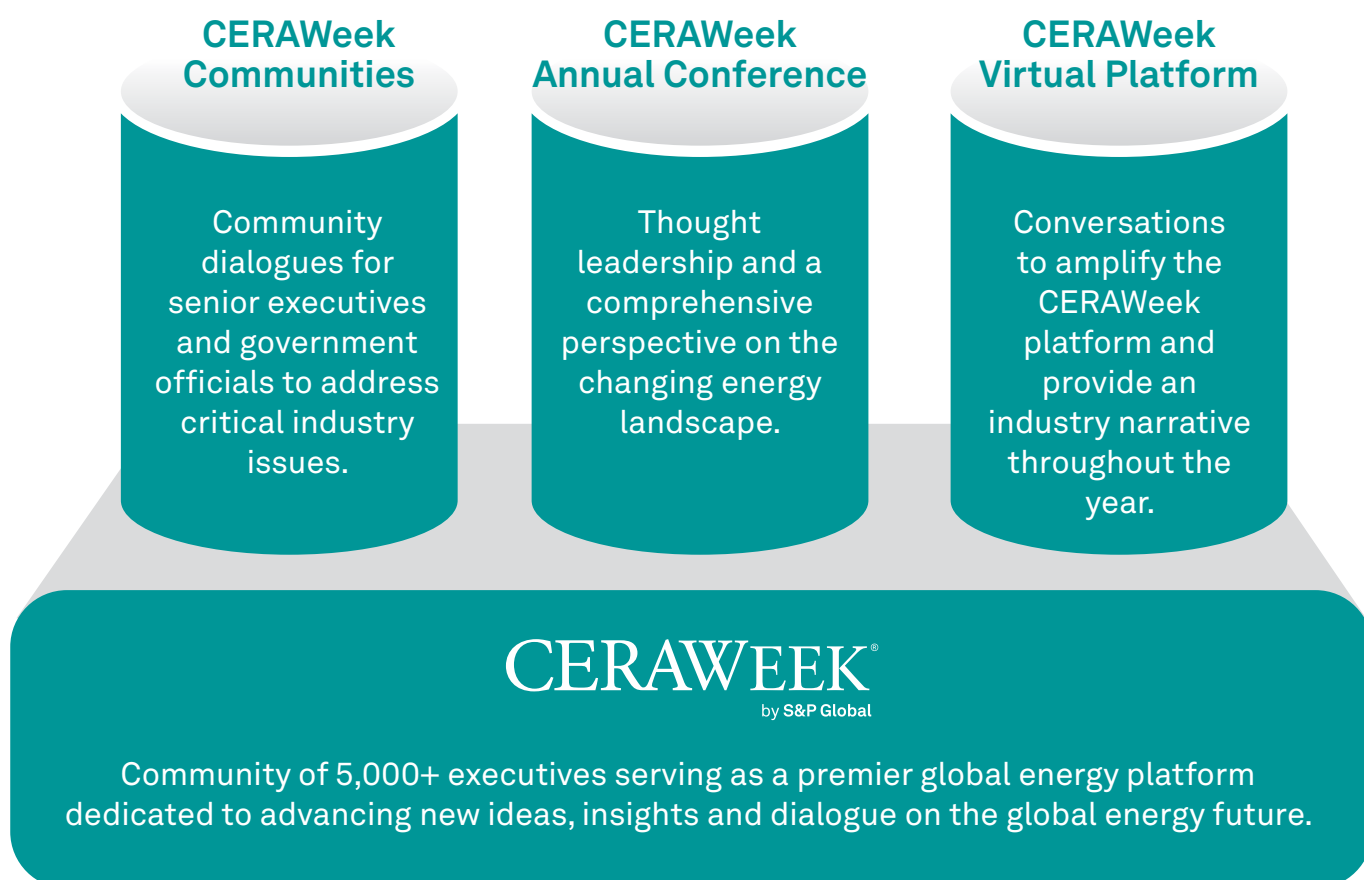 CERAWeek
Communities
Community
dialogues for
senior executives
and government
officials to address
critical industry
issues.
CERAWeek
Annual Conference
Thought
leadership and a
comprehensive
perspective on the
changing energy
landscape.
CERAWeek
Virtual Platform
Conversations
to amplify the
CERAWeek
platform and
provide an
industry narrative
throughout the
year.
CERAWEEK®
by S&P Global
Community of 5,000+ executives serving as a premier global energy platform
dedicated to advancing new ideas, insights and dialogue on the global energy future.